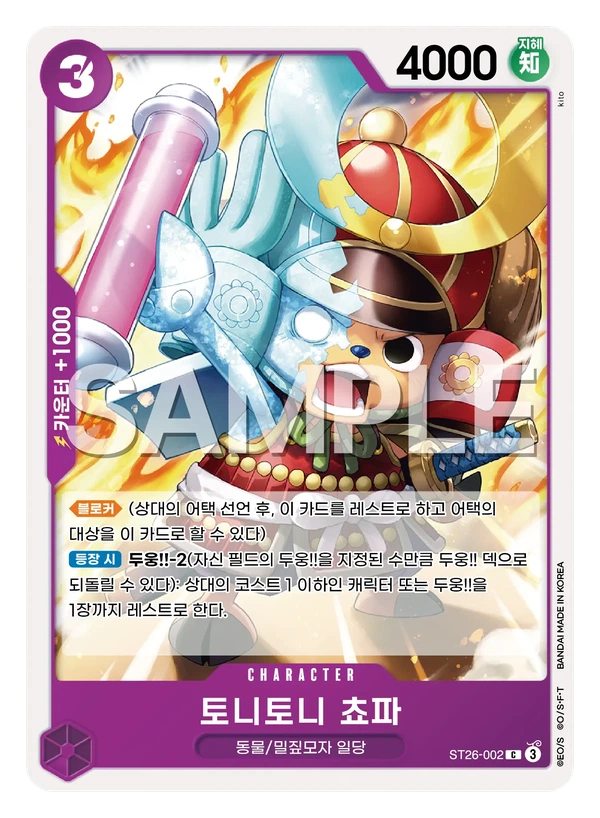 3
4000
지혜
知
kito
카운터 +1000
SAMPLE
블로커 (상대의 어택 선언 후, 이 카드를 레스트로 하고 어택의
대상을 이 카드로 할 수 있다)
등장 시 두웅!!-2(자신 필드의 두웅!!을 지정된 수만큼 두웅!! 덱으로
되돌릴 수 있다): 상대의 코스트 1 이하인 캐릭터 또는 두웅!!을
1장까지 레스트로 한다.
CHARACTER
토니토니 쵸파
동물/밀짚모자 일당
ST26-002 C 3
©E.O/S ©O/S·F·T BANDAI MADE IN KOREA